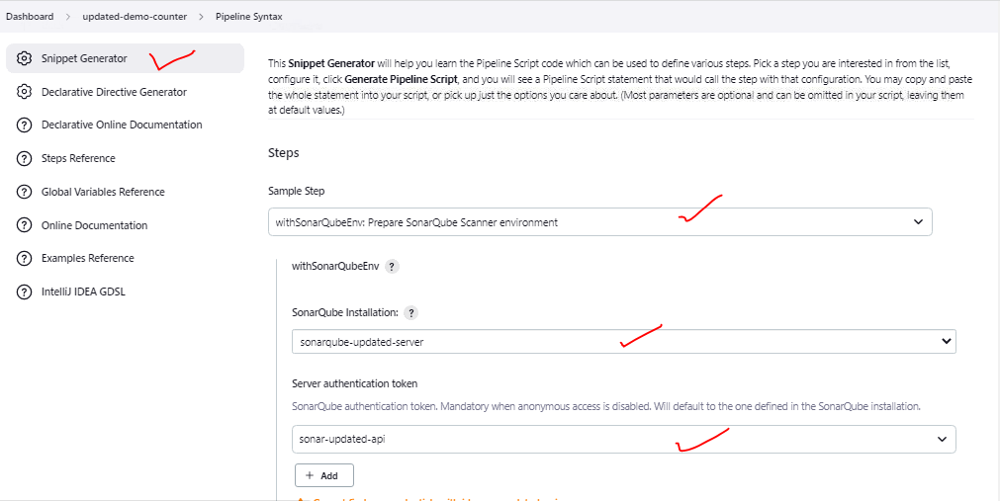 Dashboard > updated-demo-counter > Pipeline Syntax
Snippet Generator
Declarative Directive Generator
Declarative Online Documentation
Steps Reference
Global Variables Reference
Online Documentation
Examples Reference
IntelliJ IDEA GDSL
This Snippet Generator will help you learn the Pipeline Script code which can be used to define various steps. Pick a step you are interested in from the list,
configure it, click Generate Pipeline Script, and you will see a Pipeline Script statement that would call the step with that configuration. You may copy and paste
the whole statement into your script, or pick up just the options you care about. (Most parameters are optional and can be omitted in your script, leaving them
at default values.)
Steps
Sample Step
withSonarQubeEnv: Prepare SonarQube Scanner environment
withSonarQubeEnv ?
SonarQube Installation: ?
sonarqube-updated-server
Server authentication token
SonarQube authentication token. Mandatory when anonymous access is disabled. Will default to the one defined in the SonarQube installation.
sonar-updated-api
+ Add